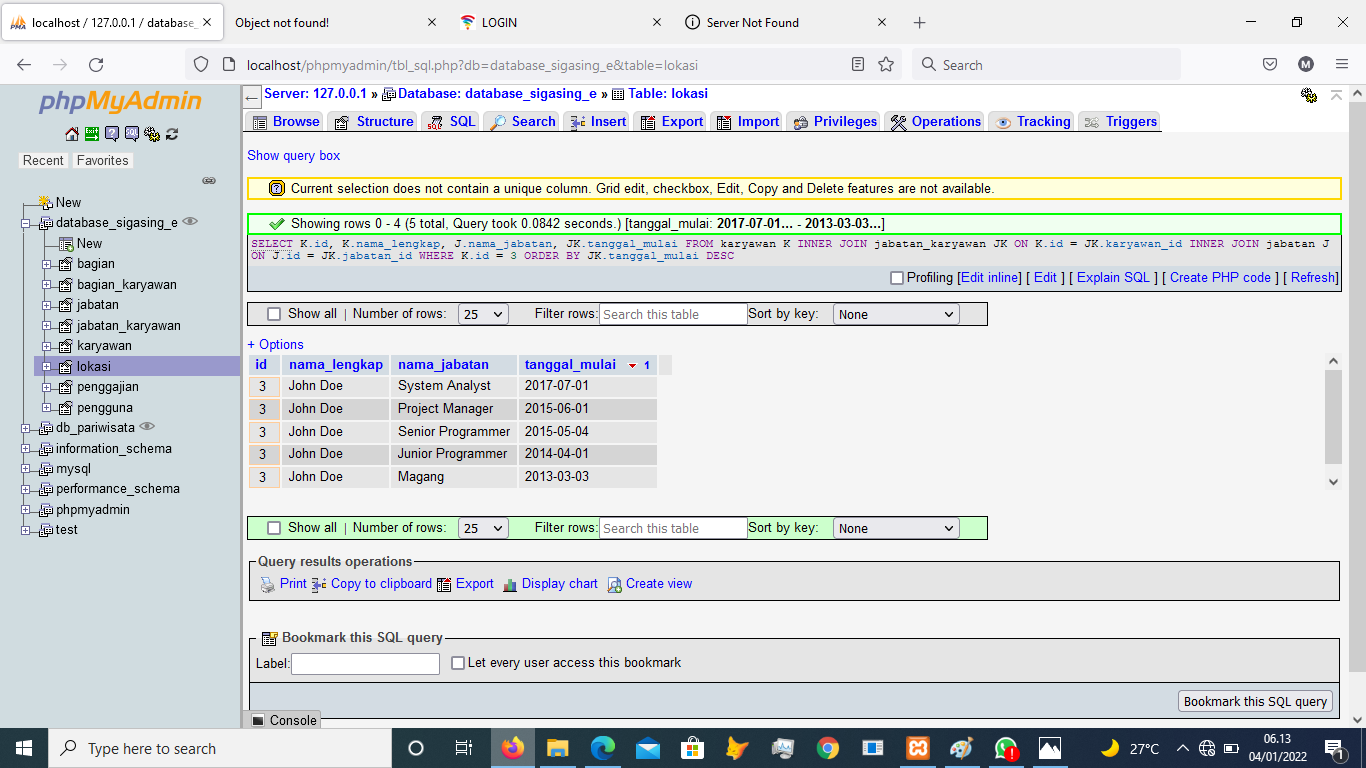 localhost / 127.0.0.1 / database_
Object not found!
LOGIN
Server Not Found
localhost/phpmyadmin/tbl_sql.php?db=database_sigasing_e&table=lokasi
Search
M
phpMyAdmin
Recent Favorites
New
database_sigasing_e
New
bagian
bagian_karyawan
jabatan
jabatan_karyawan
karyawan
lokasi
penggajian
pengguna
db_pariwisata
information_schema
mysql
performance_schema
phpmyadmin
test
Server: 127.0.0.1 » Database: database_sigasing_e » Table: lokasi
Browse Structure SQL Search Insert Export Import Privileges Operations Tracking Triggers
Show query box
Current selection does not contain a unique column. Grid edit, checkbox, Edit, Copy and Delete features are not available.
Showing rows 0 - 4 (5 total, Query took 0.0842 seconds.) [tanggal_mulai: 2017-07-01... - 2013-03-03...]
SELECT K.id, K.nama_lengkap, J.nama_jabatan, JK.tanggal_mulai FROM karyawan K INNER JOIN jabatan_karyawan JK ON K.id = JK.karyawan_id INNER JOIN jabatan J
ON J.id = JK.jabatan_id WHERE K.id = 3 ORDER BY JK.tanggal_mulai DESC
Profiling [Edit inline] [ Edit ] [ Explain SQL ] [ Create PHP code ] [ Refresh]
Show all | Number of rows: 25 Filter rows: Search this table Sort by key: None
+ Options
id nama_lengkap nama_jabatan tanggal_mulai 1
3 John Doe System Analyst 2017-07-01
3 John Doe Project Manager 2015-06-01
3 John Doe Senior Programmer 2015-05-04
3 John Doe Junior Programmer 2014-04-01
3 John Doe Magang 2013-03-03
Show all | Number of rows: 25 Filter rows: Search this table Sort by key: None
Query results operations
Print Copy to clipboard Export Display chart Create view
Bookmark this SQL query
Label: Let every user access this bookmark
Bookmark this SQL query
Console
Type here to search
27°C
06.13
04/01/2022
1